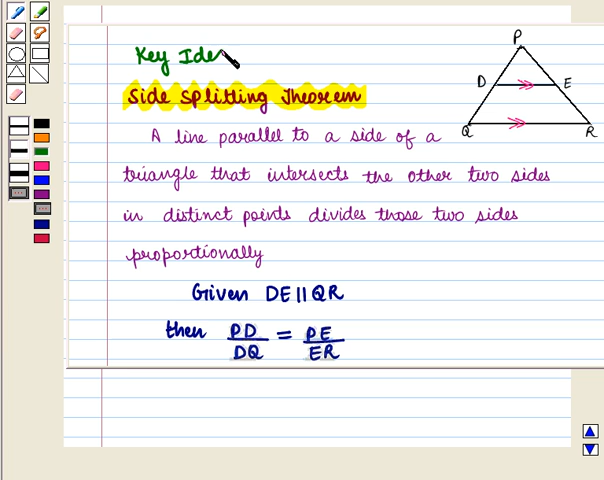 Key Ide
Side Splitting Theorem
A line parallel to a side of a
triangle that intersects the other two sides
in distinct points divides those two sides
proportionally
Given DE || QR
then PD/DQ = PE/ER
P
D E
Q R